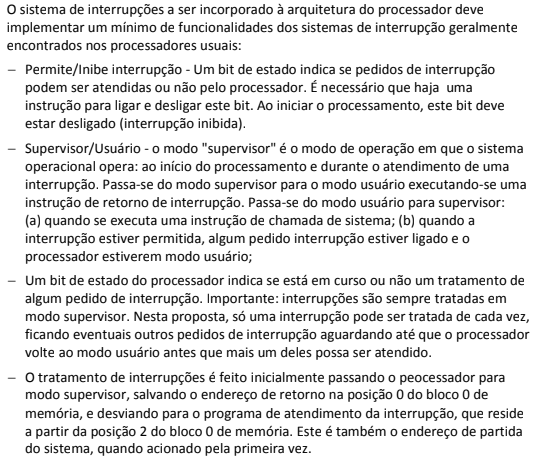 O sistema de interrupções a ser incorporado à arquitetura do processador deve
implementar um mínimo de funcionalidades dos sistemas de interrupção geralmente
encontrados nos processadores usuais:
– Permite/Inibe interrupção - Um bit de estado indica se pedidos de interrupção
podem ser atendidas ou não pelo processador. É necessário que haja uma
instrução para ligar e desligar este bit. Ao iniciar o processamento, este bit deve
estar desligado (interrupção inibida).
– Supervisor/Usuário - o modo "supervisor" é o modo de operação em que o sistema
operacional opera: ao início do processamento e durante o atendimento de uma
interrupção. Passa-se do modo supervisor para o modo usuário executando-se uma
instrução de retorno de interrupção. Passa-se do modo usuário para supervisor:
(a) quando se executa uma instrução de chamada de sistema; (b) quando a
interrupção estiver permitida, algum pedido interrupção estiver ligado e o
processador estiverem modo usuário;
– Um bit de estado do processador indica se está em curso ou não um tratamento de
algum pedido de interrupção. Importante: interrupções são sempre tratadas em
modo supervisor. Nesta proposta, só uma interrupção pode ser tratada de cada vez,
ficando eventuais outros pedidos de interrupção aguardando até que o processador
volte ao modo usuário antes que mais um deles possa ser atendido.
– O tratamento de interrupções é feito inicialmente passando o peocessador para
modo supervisor, salvando o endereço de retorno na posição 0 do bloco 0 de
memória, e desviando para o programa de atendimento da interrupção, que reside
a partir da posição 2 do bloco 0 de memória. Este é também o endereço de partida
do sistema, quando acionado pela primeira vez.